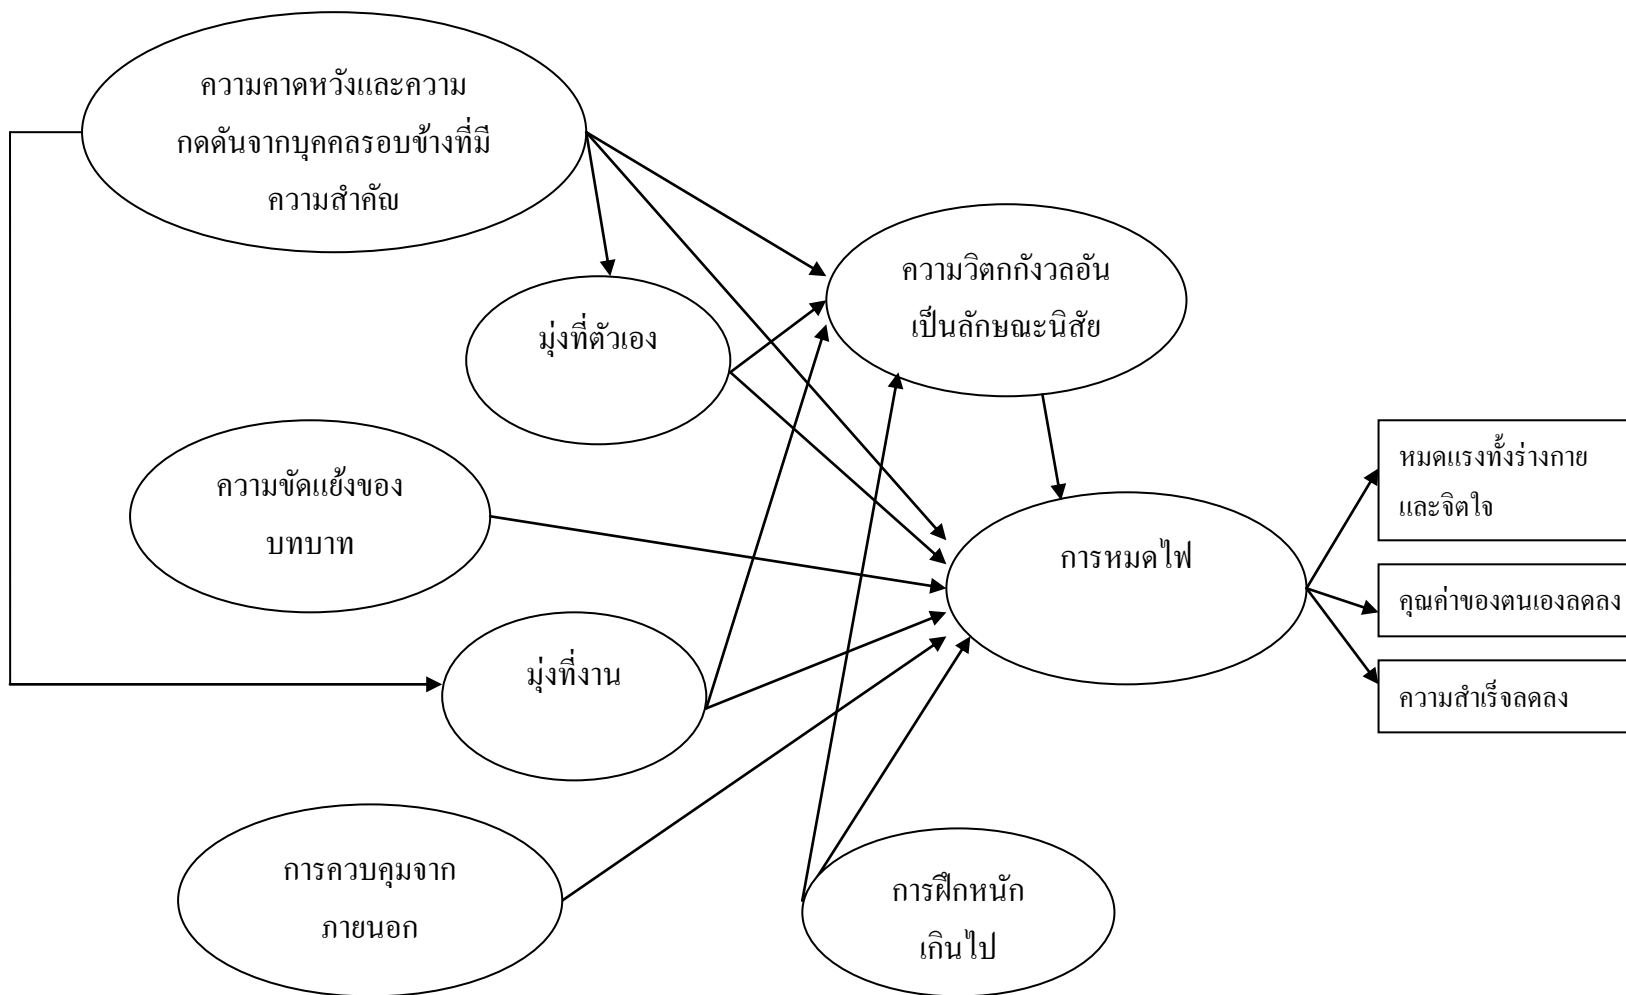 ความคาดหวังและความ
กดดันจากบุคคลรอบข้างที่มี
ความสำคัญ
ความวิตกกังวลอัน
เป็นลักษณะนิสัย
มุ่งที่ตัวเอง
ความขัดแย้งของ
บทบาท
การหมดไฟ
หมดแรงทั้งร่างกาย
และจิตใจ
คุณค่าของตนเองลดลง
ความสำเร็จลดลง
มุ่งที่งาน
การควบคุมจาก
ภายนอก
การฝึกหนัก
เกินไป